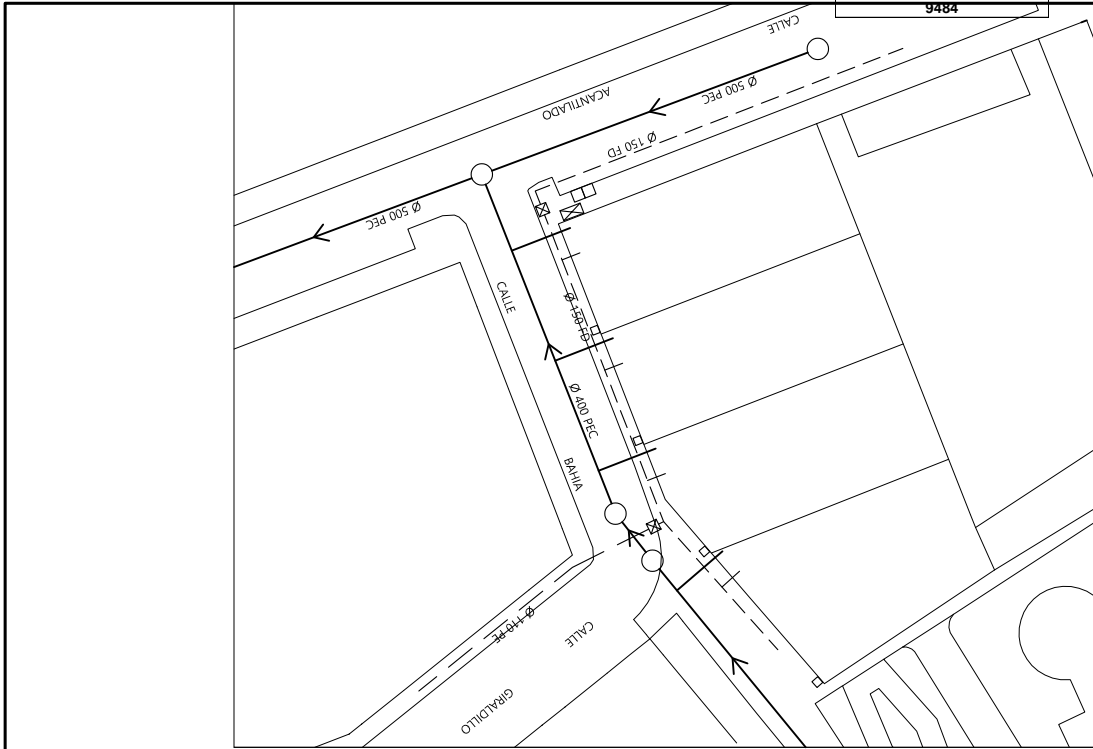 9484
CALLE
ACANTILADO
Ø 500 PEC
Ø 150 FD
Ø 500 PEC
CALLE
Ø 150 FD
Ø 400 PEC
BAHIA
Ø 110 PE
CALLE
GIRALDILLO